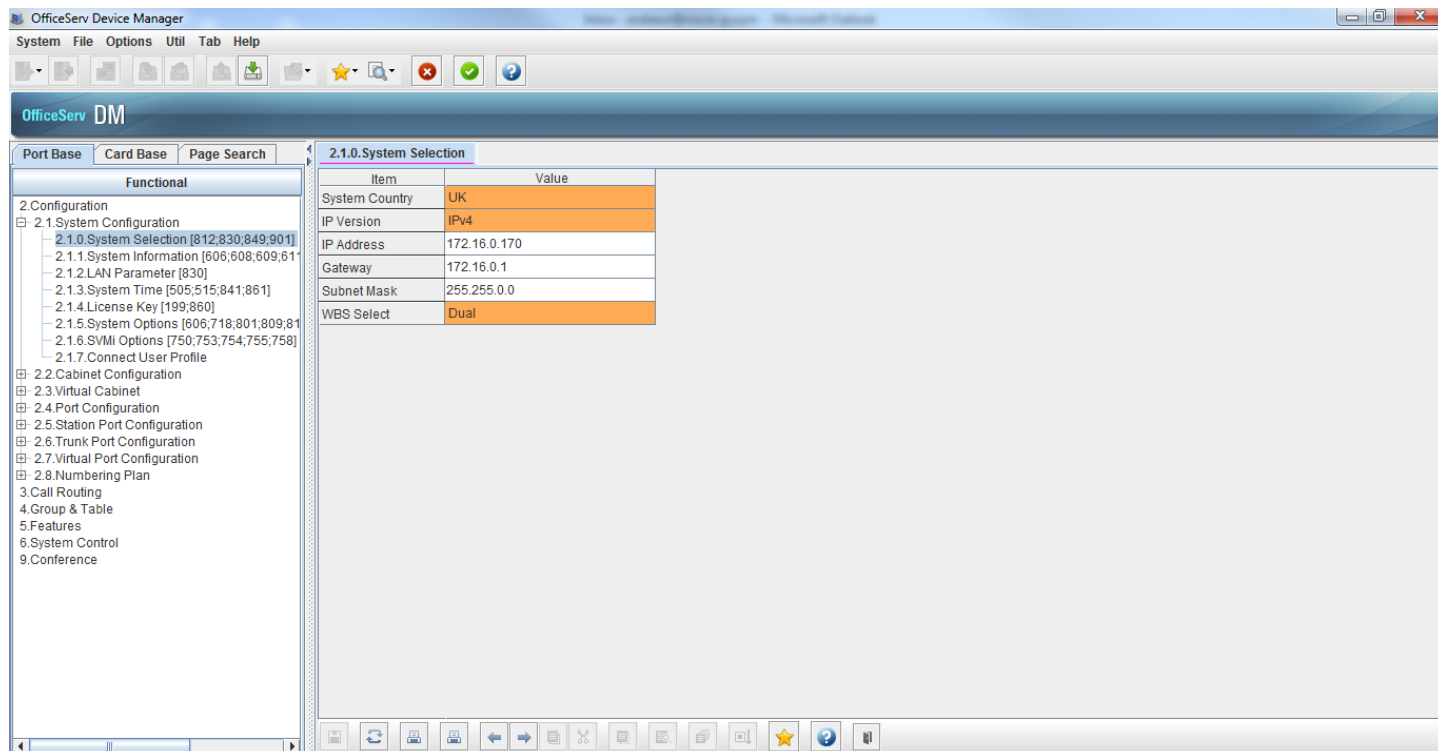 OfficeServ Device Manager
System File Options Util Tab Help
OfficeServ DM
Port Base Card Base Page Search
Functional
2.Configuration
2.1.System Configuration
2.1.0.System Selection [812;830;849;901]
2.1.1.System Information [606;608;609;611
2.1.2.LAN Parameter [830]
2.1.3.System Time [505;515;841;861]
2.1.4.License Key [199;860]
2.1.5.System Options [606;718;801;809;81
2.1.6.SVMi Options [750;753;754;755;758]
2.1.7.Connect User Profile
2.2.Cabinet Configuration
2.3.Virtual Cabinet
2.4.Port Configuration
2.5.Station Port Configuration
2.6.Trunk Port Configuration
2.7.Virtual Port Configuration
2.8.Numbering Plan
3.Call Routing
4.Group & Table
5.Features
6.System Control
9.Conference
2.1.0.System Selection
Item Value
System Country UK
IP Version IPv4
IP Address 172.16.0.170
Gateway 172.16.0.1
Subnet Mask 255.255.0.0
WBS Select Dual